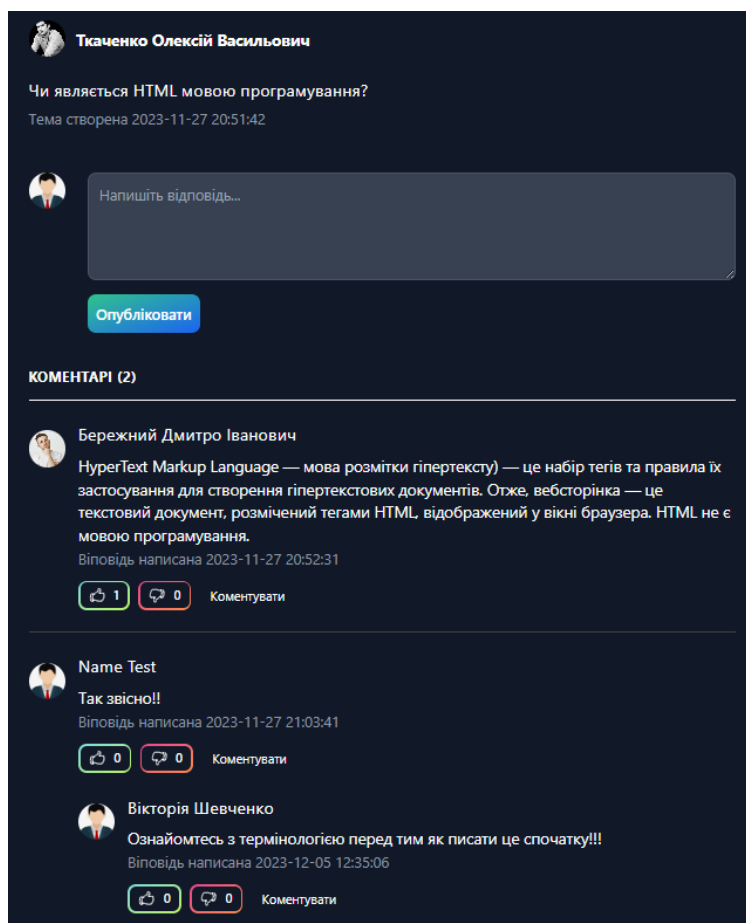 Ткаченко Олексій Васильович
Чи являється HTML мовою програмування?
Тема створена 2023-11-27 20:51:42
Напишіть відповідь...
Опубліковати
КОМЕНТАРІ (2)
Бережний Дмитро Іванович
HyperText Markup Language — мова розмітки гіпертексту) — це набір тегів та правила їх
застосування для створення гіпертекстових документів. Отже, вебсторінка — це
текстовий документ, розмічений тегами HTML, відображений у вікні браузера. HTML не є
мовою програмування.
Віповідь написана 2023-11-27 20:52:31
1 0 Коментувати
Name Test
Так звісно!!
Віповідь написана 2023-11-27 21:03:41
0 0 Коментувати
Вікторія Шевченко
Ознайомтесь з термінологією перед тим як писати це спочатку!!!
Віповідь написана 2023-12-05 12:35:06
0 0 Коментувати